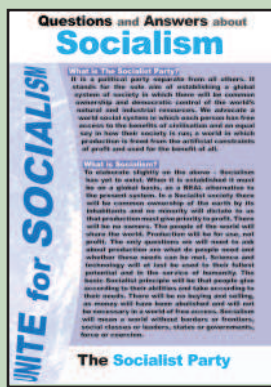 Questions and Answers about
Socialism
UNITE for SOCIALISM
What is The Socialist Party?
It is a political party separate from all others. It
stands for the sole aim of establishing a global
system of society in which there will be common
ownership and democratic control of the world's
natural and industrial resources. We advocate a
world social system in which each person has free
access to the benefits of civilisation and an equal
say in how their society is run; a world in which
production is freed from the artificial constraints
of profit and used for the benefit of all.
What is Socialism?
To elaborate slightly on the above - Socialism
has yet to exist. When it is established it must
be on a global basis, as a REAL alternative to
the present system. In a Socialist society there
will be common ownership of the earth by its
inhabitants and no minority will dictate to us
that production must give priority to profit. There
will be no owners. The people of the world will
share the world. Production will be for use, not
profit. The only questions we will need to ask
about production are what do people need and
whether these needs can be met. Science and
technology will at last be used to their fullest
potential and in the service of humanity. The
basic Socialist principle will be that people give
according to their abilities and take according to
their needs. There will be no buying and selling,
as money will have been abolished and will not
be necessary in a world of free access. Socialism
will mean a world without borders or frontiers,
social classes or leaders, states or governments,
force or coercion.
The Socialist Party